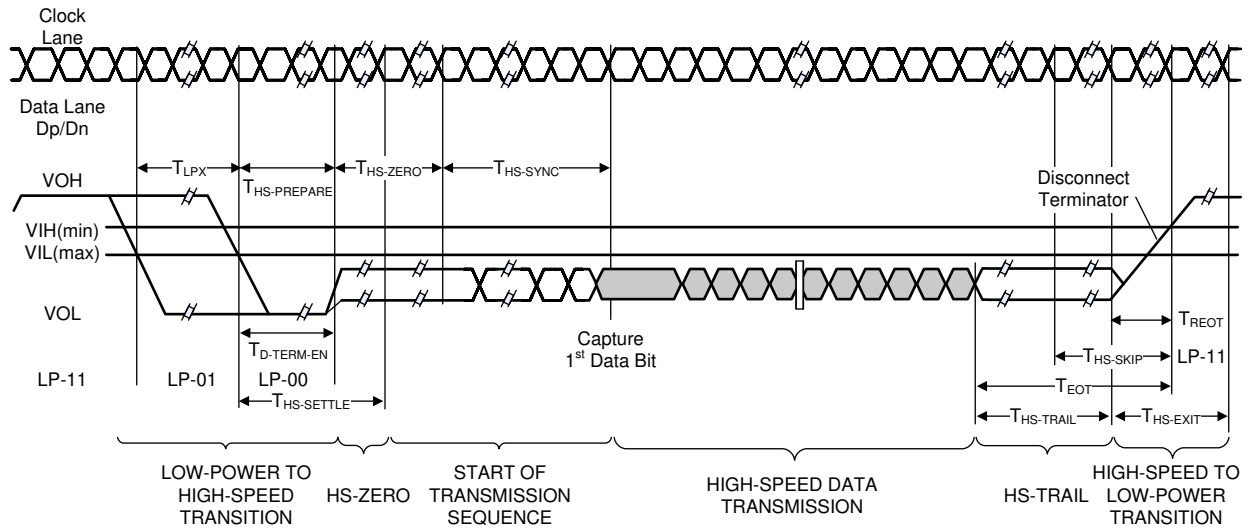 Clock
Lane
Data Lane
Dp/Dn
TLPX
THS-PREPARE
THS-ZERO
THS-SYNC
VOH
Disconnect
Terminator
VIH(min)
VIL(max)
VOL
TD-TERM-EN
Capture
1st Data Bit
TREOT
THS-SKIP
LP-11
LP-11
LP-01
LP-00
TEOT
THS-SETTLE
THS-TRAIL
THS-EXIT
LOW-POWER TO
HIGH-SPEED
TRANSITION
HS-ZERO
START OF
TRANSMISSION
SEQUENCE
HIGH-SPEED DATA
TRANSMISSION
HS-TRAIL
HIGH-SPEED TO
LOW-POWER
TRANSITION